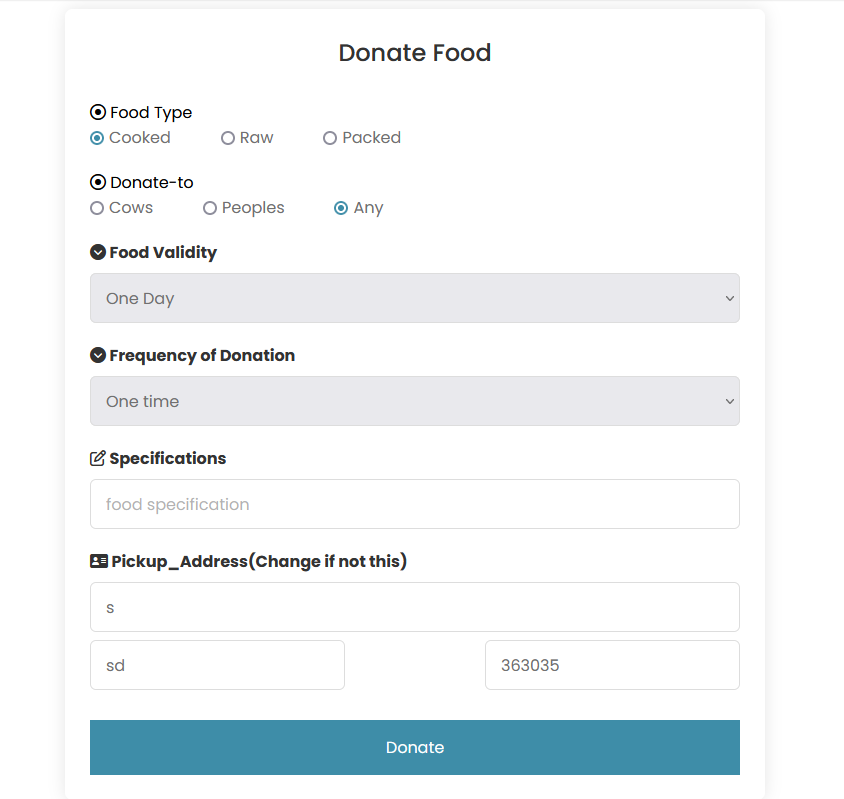 Donate Food
Food Type
Cooked Raw Packed
Donate-to
Cows Peoples Any
Food Validity
One Day
Frequency of Donation
One time
Specifications
food specification
Pickup_Address(Change if not this)
s
sd 363035
Donate